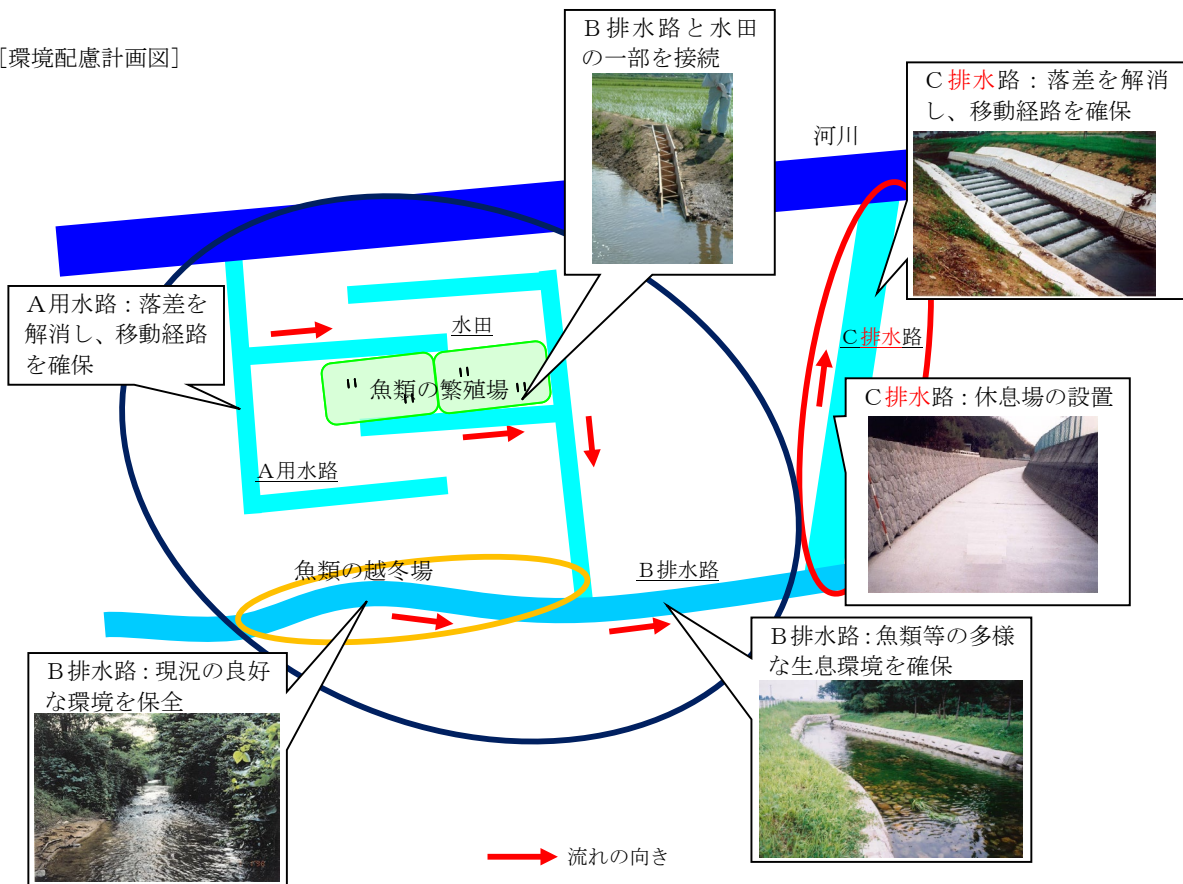 ［環境配慮計画図］
Ｂ排水路と水田
の一部を接続
Ｃ排水路：落差を解消
し、移動経路を確保
河川
Ａ用水路：落差を
解消し、移動経路
を確保
水田
Ｃ排水路
魚類の繁殖場
Ｃ排水路：休息場の設置
Ａ用水路
魚類の越冬場
Ｂ排水路
Ｂ排水路：魚類等の多様
な生息環境を確保
Ｂ排水路：現況の良好
な環境を保全
流れの向き